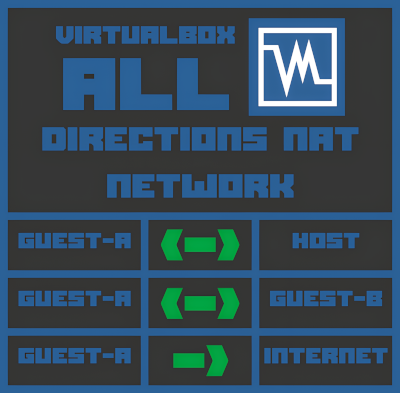 VIRTUALBOX
ALL
DIRECTIONS NAT
NETWORK
GUEST-A HOST
GUEST-A GUEST-B
GUEST-A INTERNET